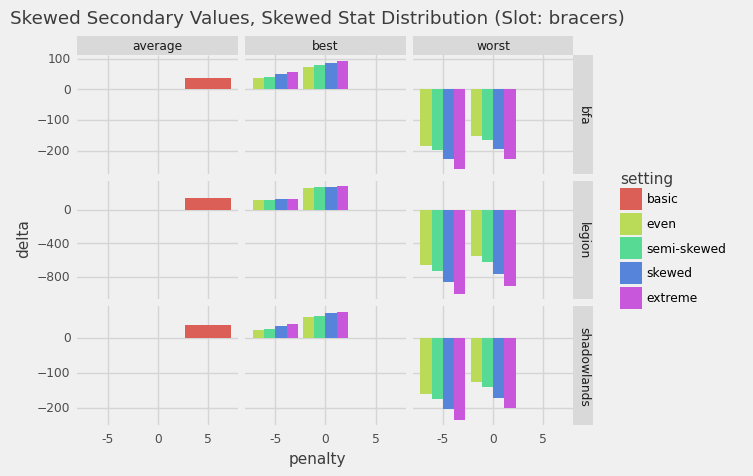 Skewed Secondary Values, Skewed Stat Distribution (Slot: bracers)
average best worst
100
0
−100
−200
bfa
0
−400
−800
legion
0
−100
−200
shadowlands
delta
-5 0 5 -5 0 5 -5 0 5
penalty
setting
basic
even
semi-skewed
skewed
extreme